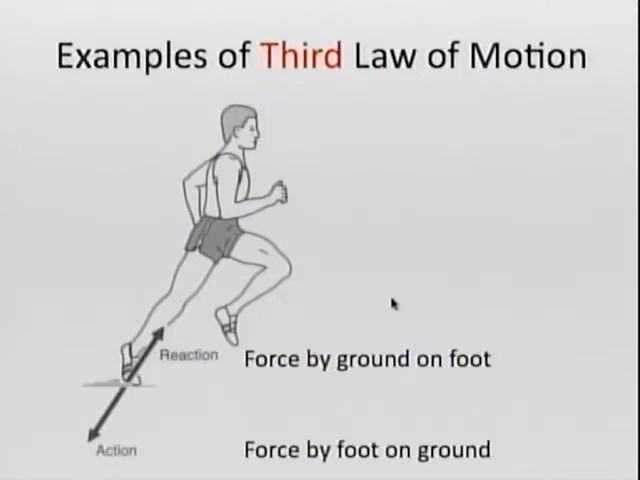 Examples of Third Law of Motion
Reaction Force by ground on foot
Action Force by foot on ground